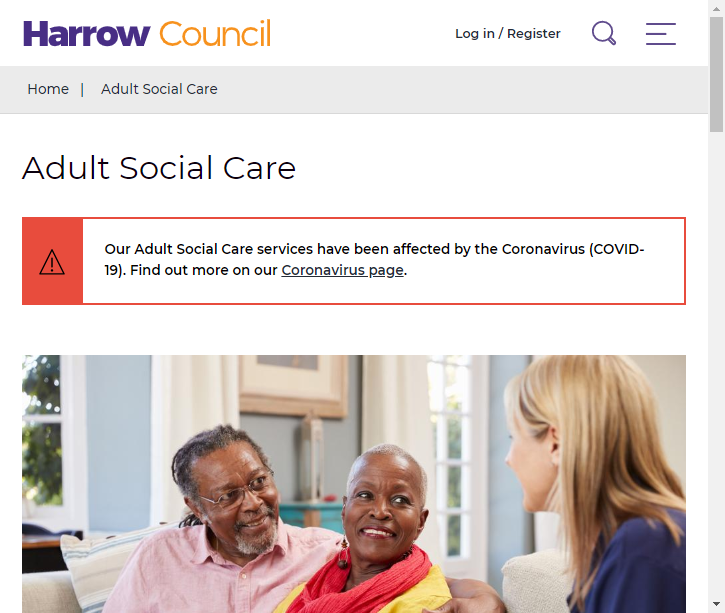 Harrow Council
Log in / Register
Home | Adult Social Care
Adult Social Care
Our Adult Social Care services have been affected by the Coronavirus (COVID-
19). Find out more on our Coronavirus page.